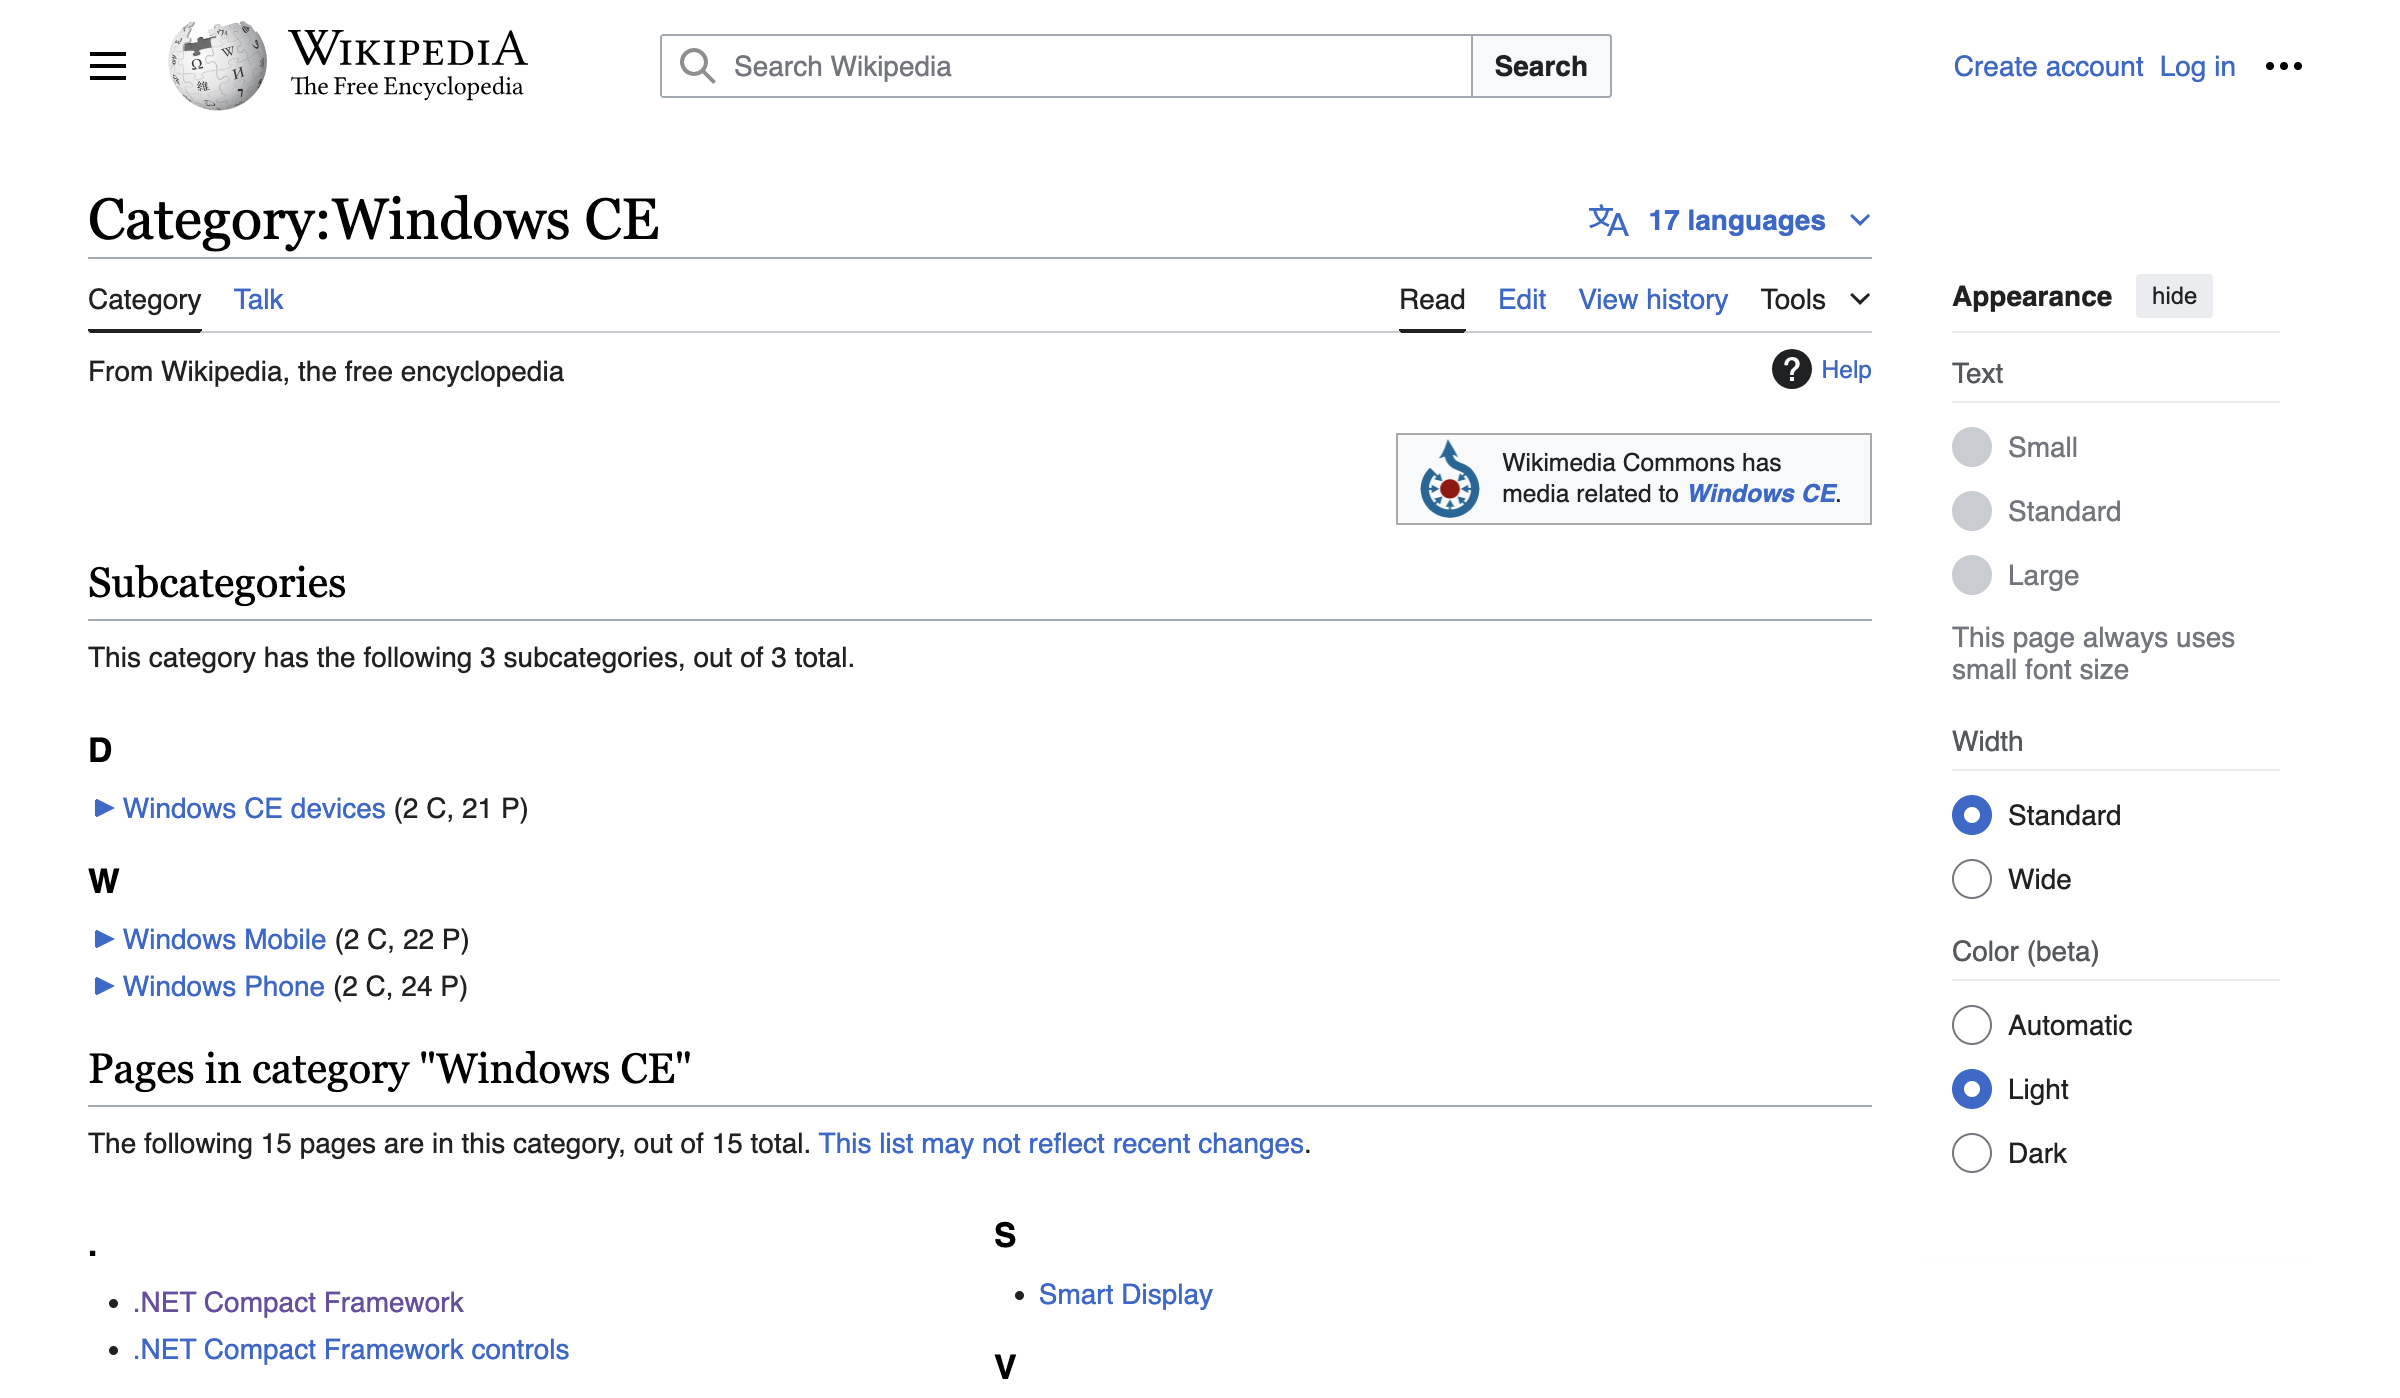 WIKIPEDIA
The Free Encyclopedia
Search Wikipedia
Search
Create account Log in
Category:Windows CE
17 languages
Category Talk
Read Edit View history Tools
From Wikipedia, the free encyclopedia
Help
Wikimedia Commons has
media related to Windows CE.
Subcategories
This category has the following 3 subcategories, out of 3 total.
D
Windows CE devices (2 C, 21 P)
W
Windows Mobile (2 C, 22 P)
Windows Phone (2 C, 24 P)
Pages in category "Windows CE"
The following 15 pages are in this category, out of 15 total. This list may not reflect recent changes.
.
.NET Compact Framework
.NET Compact Framework controls
S
Smart Display
V
Appearance hide
Text
Small
Standard
Large
This page always uses
small font size
Width
Standard
Wide
Color (beta)
Automatic
Light
Dark